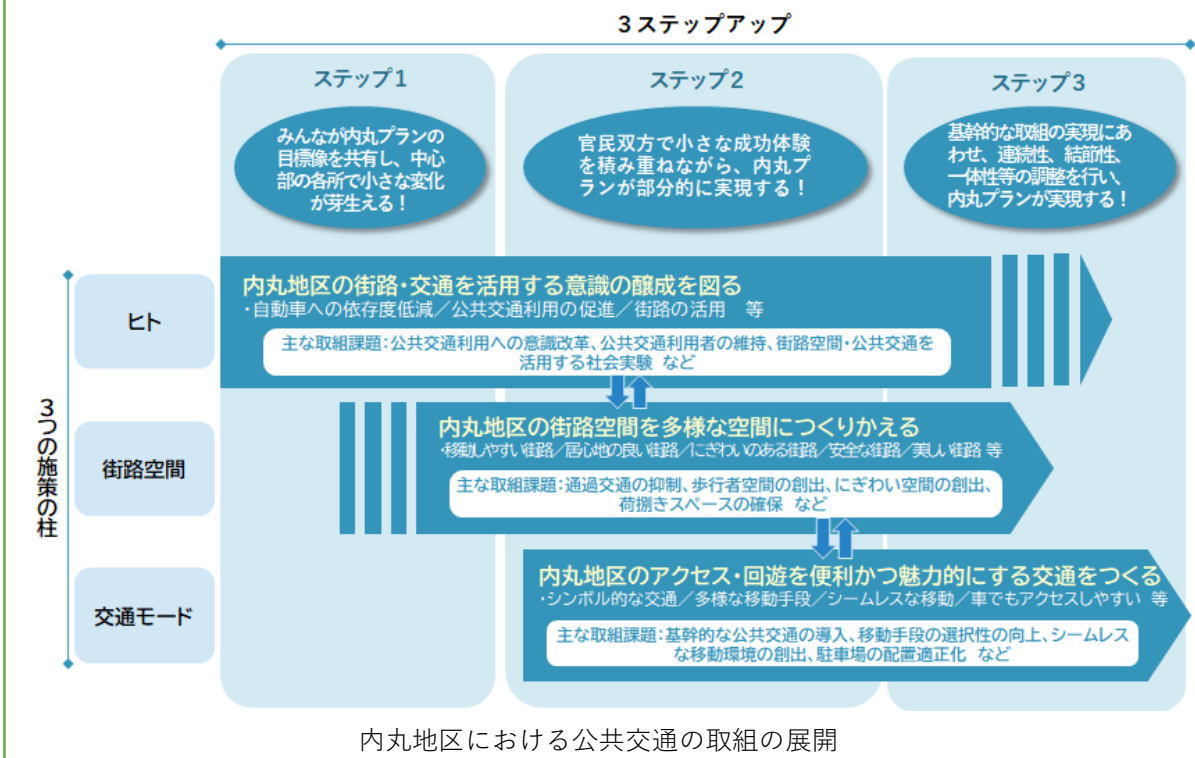 3ステップアップ
ステップ1
みんなが内丸プランの
目標像を共有し、中心
部の各所で小さな変化
が芽生える！
ステップ2
官民双方で小さな成功体験
を積み重ねながら、内丸プ
ランが部分的に実現する！
ステップ3
基幹的な取組の実現にあ
わせ、連続性、結節性、
一体性等の調整を行い、
内丸プランが実現する！
3つの施策の柱
ヒト
内丸地区の街路・交通を活用する意識の醸成を図る
・自動車への依存度低減／公共交通利用の促進／街路の活用　等
主な取組課題：公共交通利用への意識改革、公共交通利用者の維持、街路空間・公共交通を
活用する社会実験 など
街路空間
内丸地区の街路空間を多様な空間につくりかえる
・移動しやすい街路／居心地の良い街路／にぎわいのある街路／安全な街路／美しい街路 等
主な取組課題：通過交通の抑制、歩行者空間の創出、にぎわい空間の創出、
荷捌きスペースの確保 など
交通モード
内丸地区のアクセス・回遊を便利かつ魅力的にする交通をつくる
・シンボル的な交通／多様な移動手段／シームレスな移動／車でもアクセスしやすい 等
主な取組課題：基幹的な公共交通の導入、移動手段の選択性の向上、シームレス
な移動環境の創出、駐車場の配置適正化 など
内丸地区における公共交通の取組の展開